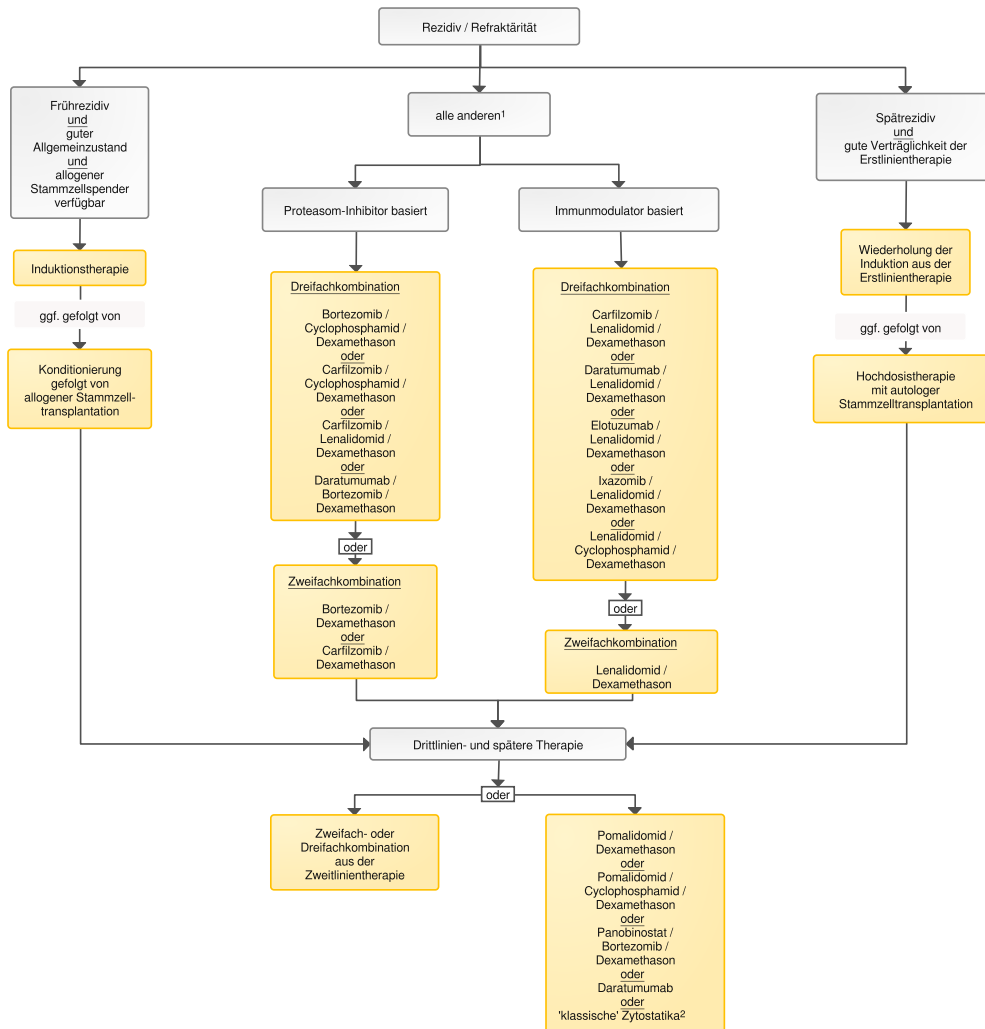 Rezidiv / Refraktärität
Frührezidiv
und
guter
Allgemeinzustand
und
allogener
Stammzellspender
verfügbar
Induktionstherapie
ggf. gefolgt von
Konditionierung
gefolgt von
allogener Stammzell-
transplantation
alle anderen¹
Proteasom-Inhibitor basiert
Dreifachkombination
Bortezomib /
Cyclophosphamid /
Dexamethason
oder
Carfilzomib /
Cyclophosphamid /
Dexamethason
oder
Carfilzomib /
Lenalidomid /
Dexamethason
oder
Daratumumab /
Bortezomib /
Dexamethason
oder
Zweifachkombination
Bortezomib /
Dexamethason
oder
Carfilzomib /
Dexamethason
Immunmodulator basiert
Dreifachkombination
Carfilzomib /
Lenalidomid /
Dexamethason
oder
Daratumumab /
Lenalidomid /
Dexamethason
oder
Elotuzumab /
Lenalidomid /
Dexamethason
oder
Ixazomib /
Lenalidomid /
Dexamethason
oder
Lenalidomid /
Cyclophosphamid /
Dexamethason
oder
Zweifachkombination
Lenalidomid /
Dexamethason
Spätrezidiv
und
gute Verträglichkeit der
Erstlinientherapie
Wiederholung der
Induktion aus der
Erstlinientherapie
ggf. gefolgt von
Hochdosistherapie
mit autologer
Stammzelltransplantation
Drittlinien- und spätere Therapie
oder
Zweifach- oder
Dreifachkombination
aus der
Zweitlinientherapie
Pomalidomid /
Dexamethason
oder
Pomalidomid /
Cyclophosphamid /
Dexamethason
oder
Panobinostat /
Bortezomib /
Dexamethason
oder
Daratumumab
oder
'klassische' Zytostatika²